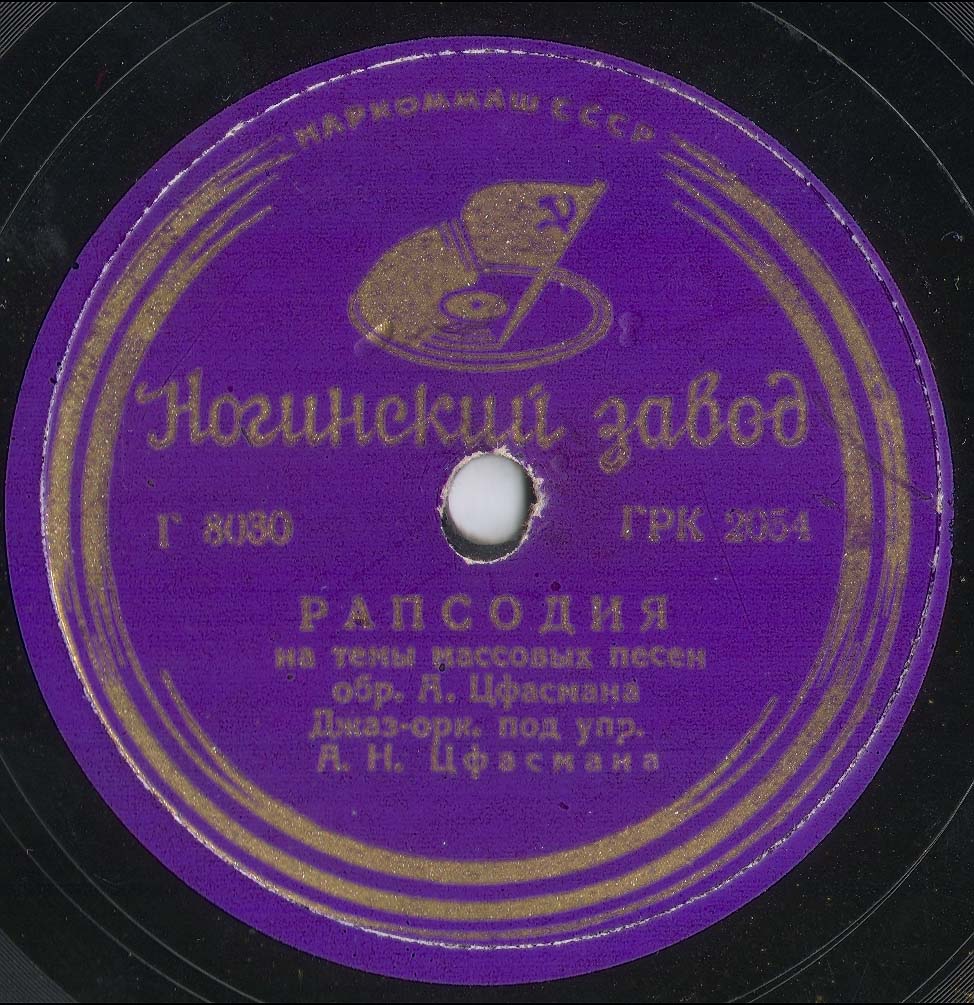 НАРКОММАШ СССР
Ногинский завод
Г 8030
ГРК 2054
РАПСОДИЯ
на темы массовых песен
обр. А. Цфасмана
Джаз-орк. под упр.
А. Н. Цфасмана